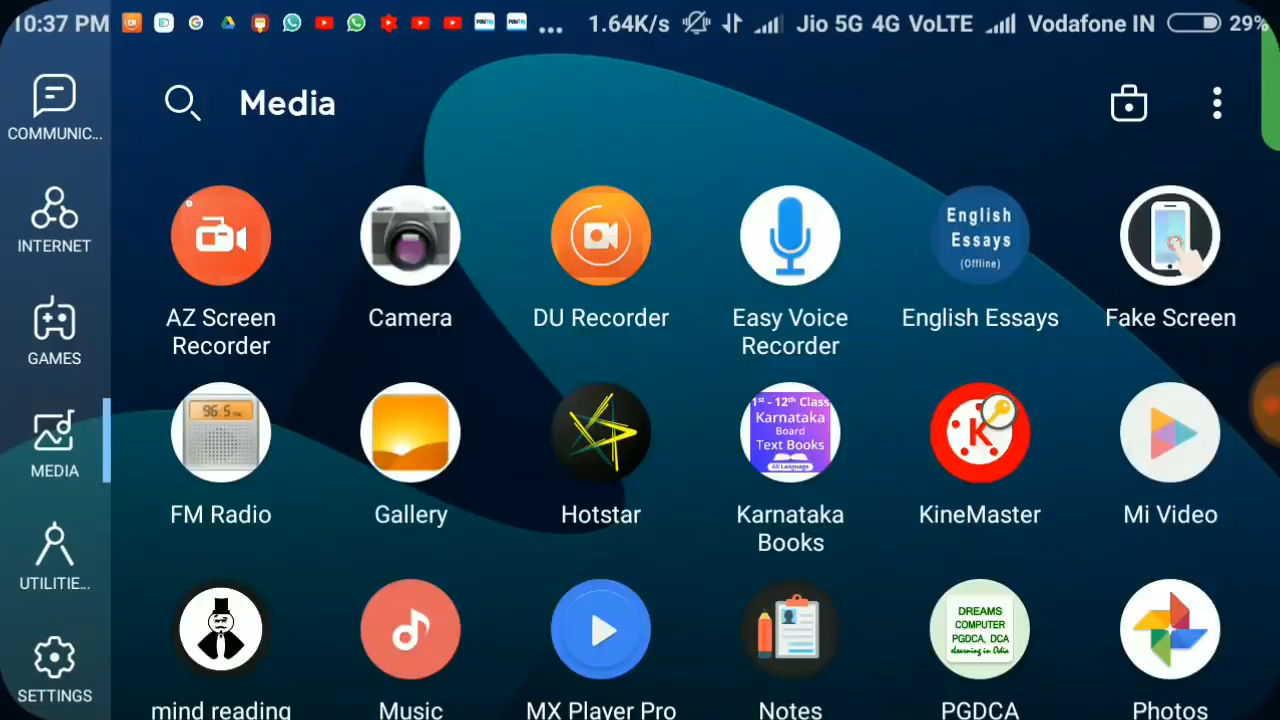 10:37 PM ... 1.64K/s Jio 5G 4G VoLTE Vodafone IN 29%
Media
COMMUNIC...
INTERNET
GAMES
MEDIA
UTILITIE...
SETTINGS
English
Essays
(Offline)
AZ Screen
Recorder
Camera
DU Recorder
Easy Voice
Recorder
English Essays
Fake Screen
96.5
1st - 12th Class
Karnataka
Board
Text Books
All Language
K
FM Radio
Gallery
Hotstar
Karnataka
Books
KineMaster
Mi Video
DREAMS
COMPUTER
PGDCA, DCA
elearning in Odia
mind reading
Music
MX Player Pro
Notes
PGDCA
Photos